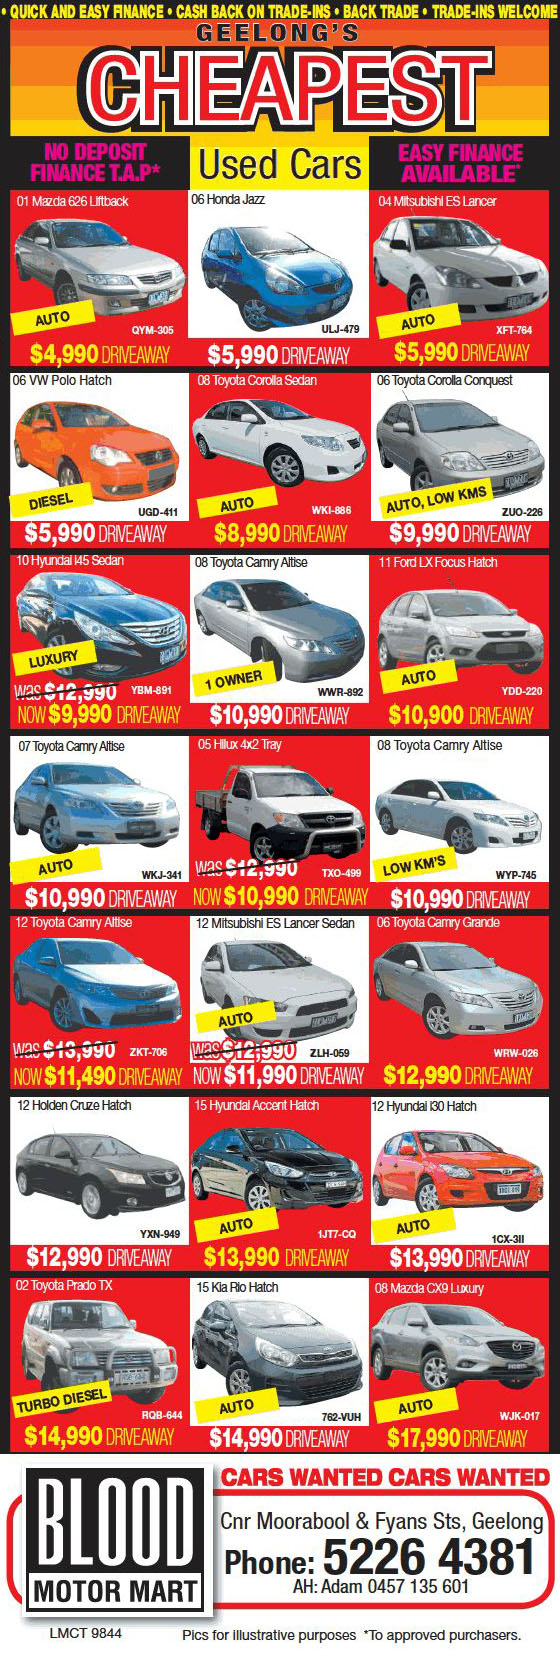 • QUICK AND EASY FINANCE • CASH BACK ON TRADE-INS • BACK TRADE • TRADE-INS WELCOME
GEELONG'S
CHEAPEST
NO DEPOSIT
FINANCE T.A.P*
Used Cars
EASY FINANCE
AVAILABLE*
01 Mazda 626 Liftback
AUTO
QYM-305
$4,990 DRIVEAWAY
06 Honda Jazz
ULJ-479
$5,990 DRIVEAWAY
04 Mitsubishi ES Lancer
AUTO
XFT-764
$5,990 DRIVEAWAY
06 VW Polo Hatch
DIESEL
UGD-411
$5,990 DRIVEAWAY
08 Toyota Corolla Sedan
AUTO
WKI-886
$8,990 DRIVEAWAY
06 Toyota Corolla Conquest
AUTO, LOW KMS
ZUO-226
$9,990 DRIVEAWAY
10 Hyundai I45 Sedan
LUXURY
was $12,990
YBM-891
NOW $9,990 DRIVEAWAY
08 Toyota Camry Altise
1 OWNER
WWR-892
$10,990 DRIVEAWAY
11 Ford LX Focus Hatch
AUTO
YDD-220
$10,900 DRIVEAWAY
07 Toyota Camry Altise
AUTO
WKJ-341
$10,990 DRIVEAWAY
05 Hilux 4x2 Tray
was $12,990
TXO-499
NOW $10,990 DRIVEAWAY
08 Toyota Camry Altise
LOW KM'S
WYP-745
$10,990 DRIVEAWAY
12 Toyota Camry Altise
was $13,990
ZKT-706
NOW $11,490 DRIVEAWAY
12 Mitsubishi ES Lancer Sedan
AUTO
was $12,990
ZLH-059
NOW $11,990 DRIVEAWAY
06 Toyota Camry Grande
WRW-026
$12,990 DRIVEAWAY
12 Holden Cruze Hatch
YXN-949
$12,990 DRIVEAWAY
15 Hyundai Accent Hatch
AUTO
1JT7-CQ
$13,990 DRIVEAWAY
12 Hyundai I30 Hatch
AUTO
1CX-3II
$13,990 DRIVEAWAY
02 Toyota Prado TX
TURBO DIESEL
RQB-644
$14,990 DRIVEAWAY
15 Kia Rio Hatch
AUTO
762-VUH
$14,990 DRIVEAWAY
08 Mazda CX9 Luxury
AUTO
WJK-017
$17,990 DRIVEAWAY
BLOOD
MOTOR MART
LMCT 9844
CARS WANTED CARS WANTED
Cnr Moorabool & Fyans Sts, Geelong
Phone: 5226 4381
AH: Adam 0457 135 601
Pics for illustrative purposes *To approved purchasers.